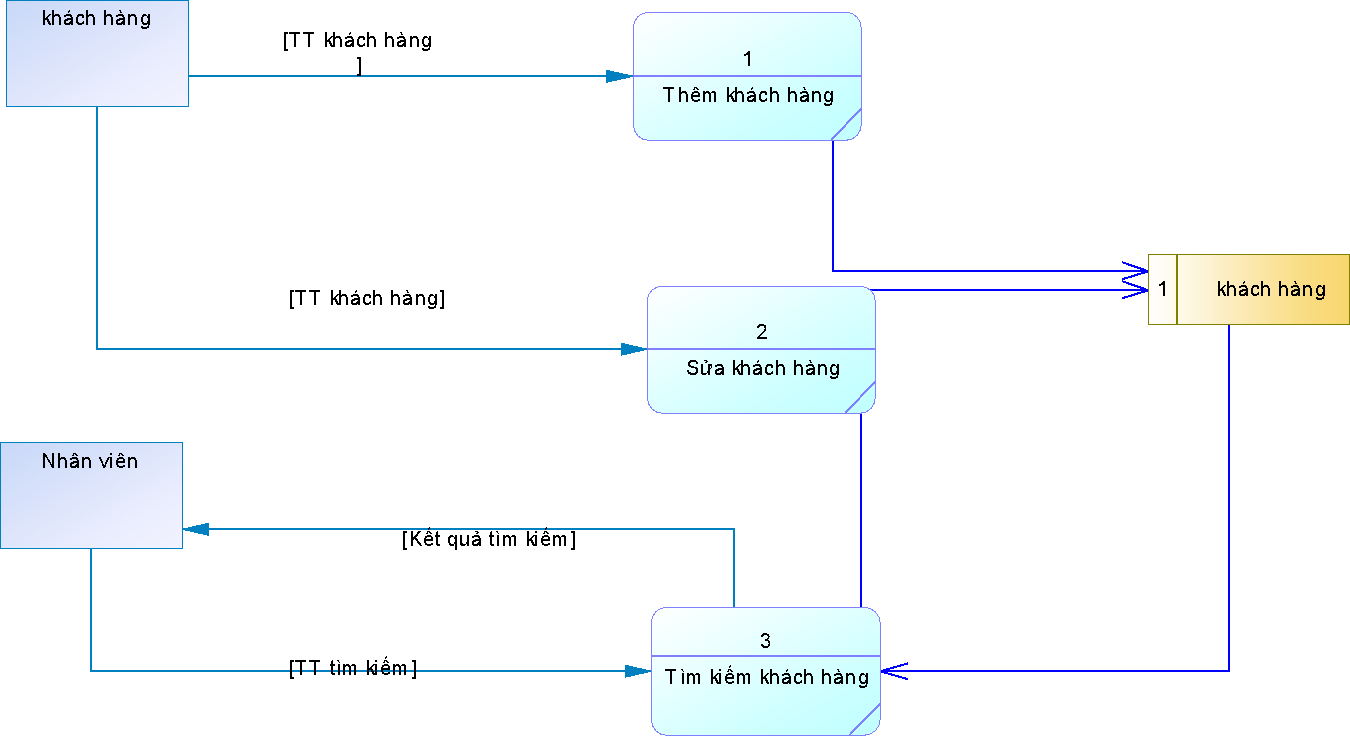 khách hàng
[TT khách hàng
]
1
Thêm khách hàng
1
khách hàng
[TT khách hàng]
2
Sửa khách hàng
Nhân viên
[Kết quả tìm kiếm]
3
[TT tìm kiếm]
Tìm kiếm khách hàng